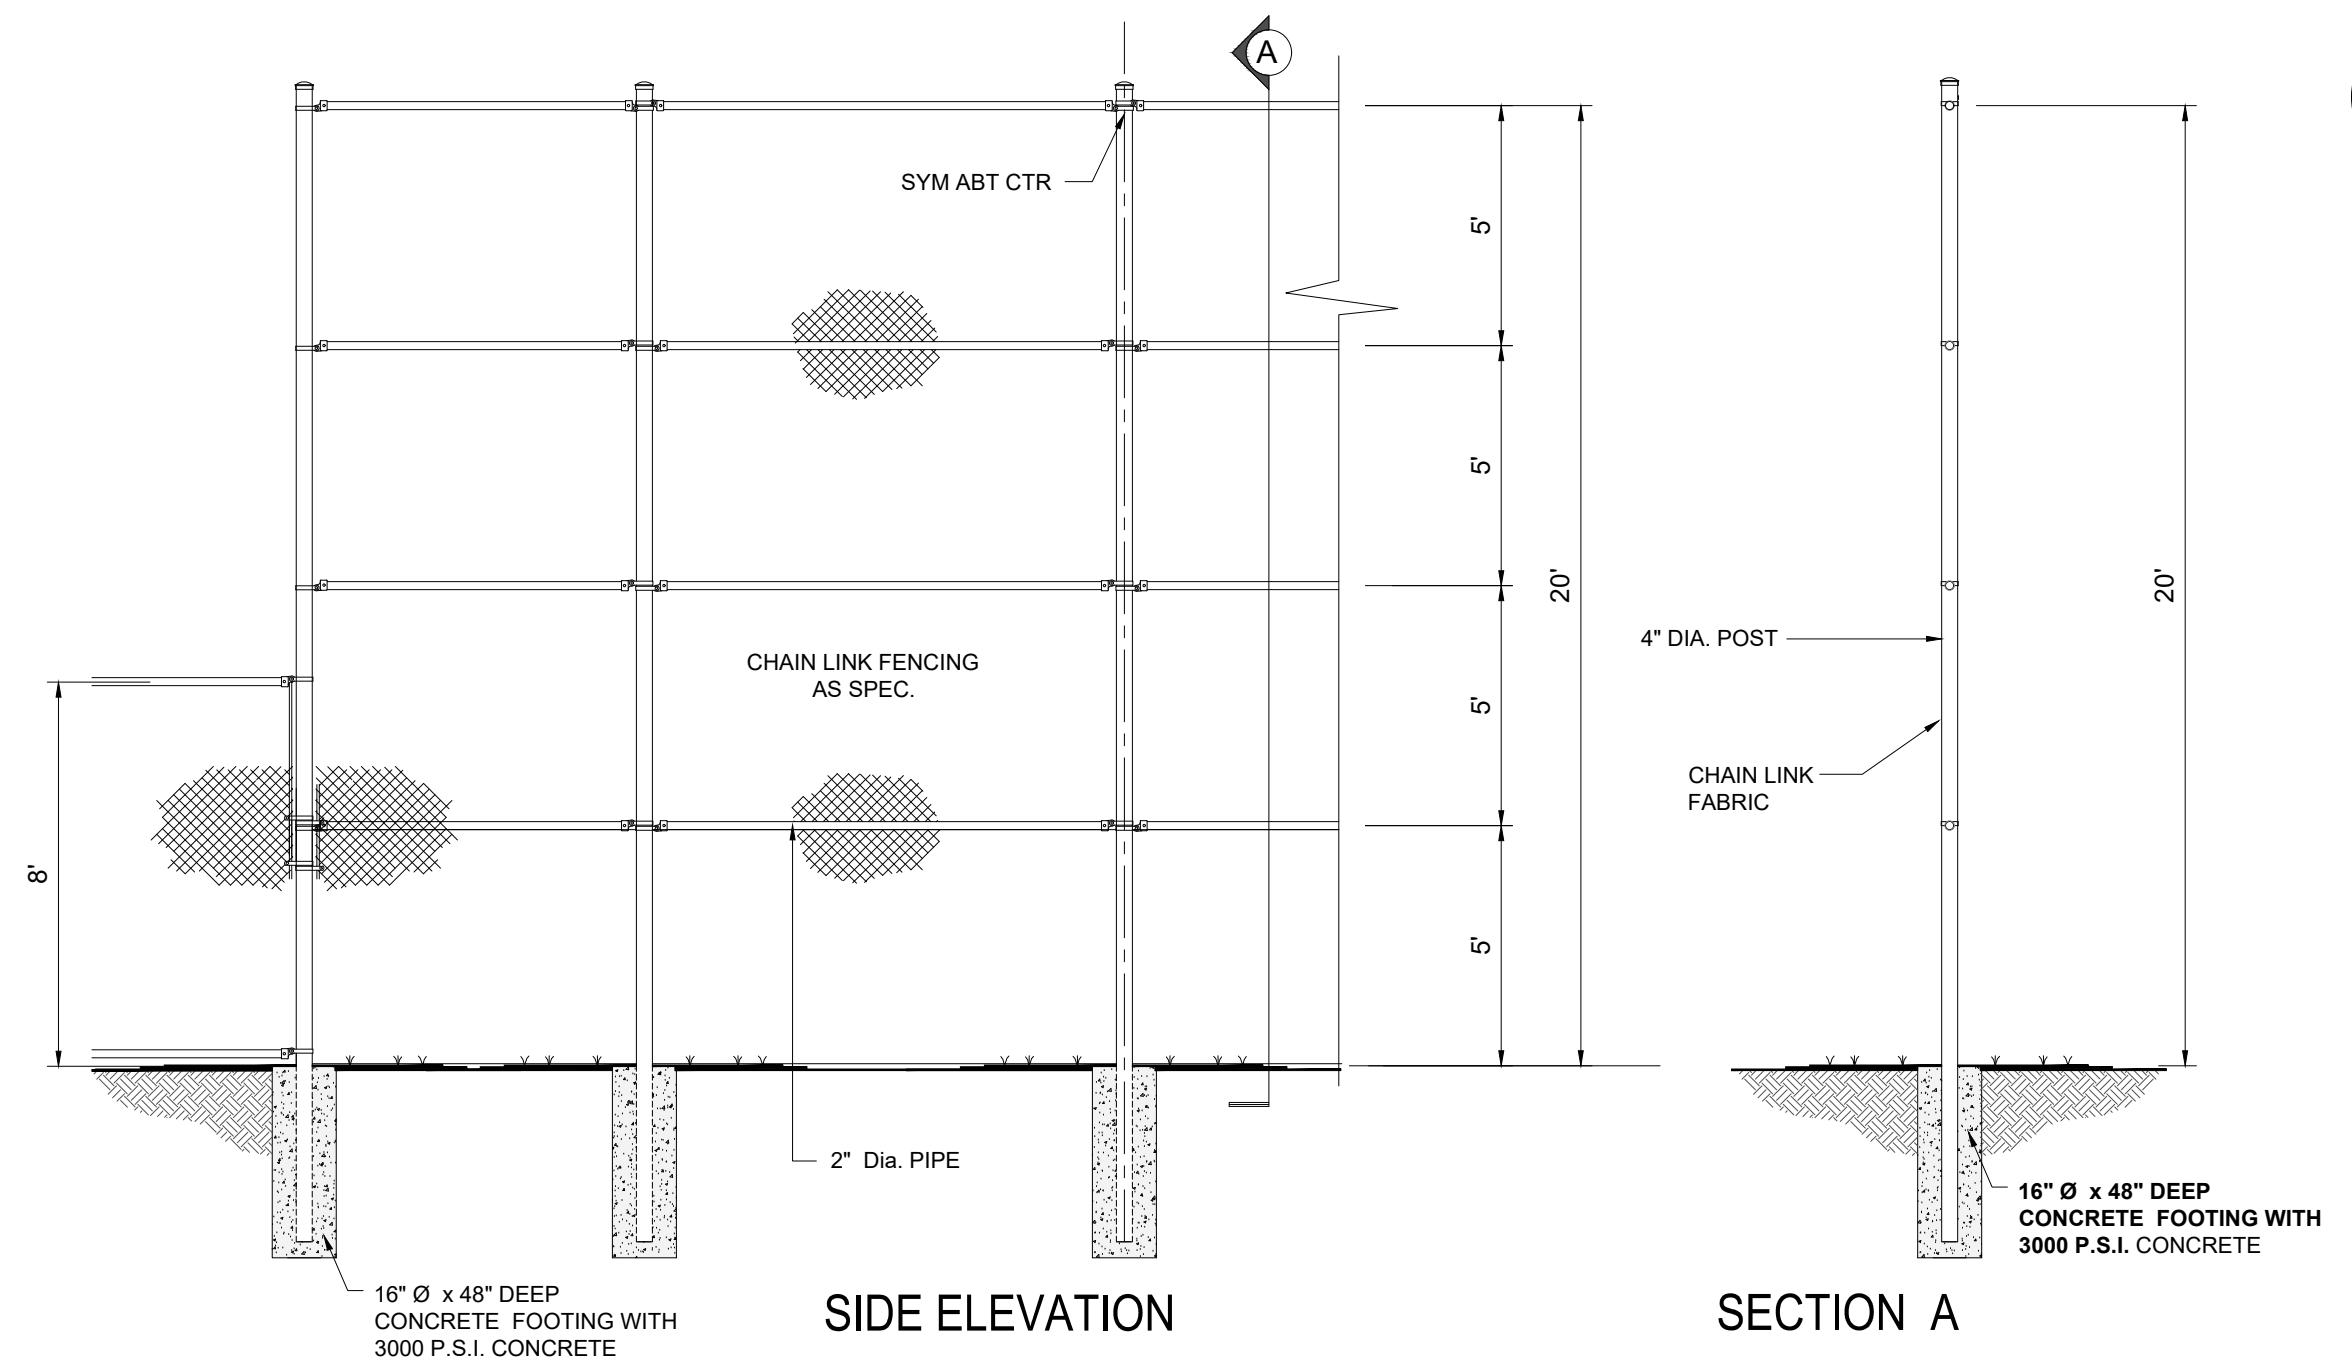 A
SYM ABT CTR
5'
5'
5'
5'
20'
CHAIN LINK FENCING
AS SPEC.
8'
2"  Dia. PIPE
16" Ø  x 48" DEEP
CONCRETE  FOOTING WITH
3000 P.S.I. CONCRETE
SIDE ELEVATION
4" DIA. POST
CHAIN LINK
FABRIC
20'
16" Ø  x 48" DEEP
CONCRETE  FOOTING WITH
3000 P.S.I. CONCRETE
SECTION  A